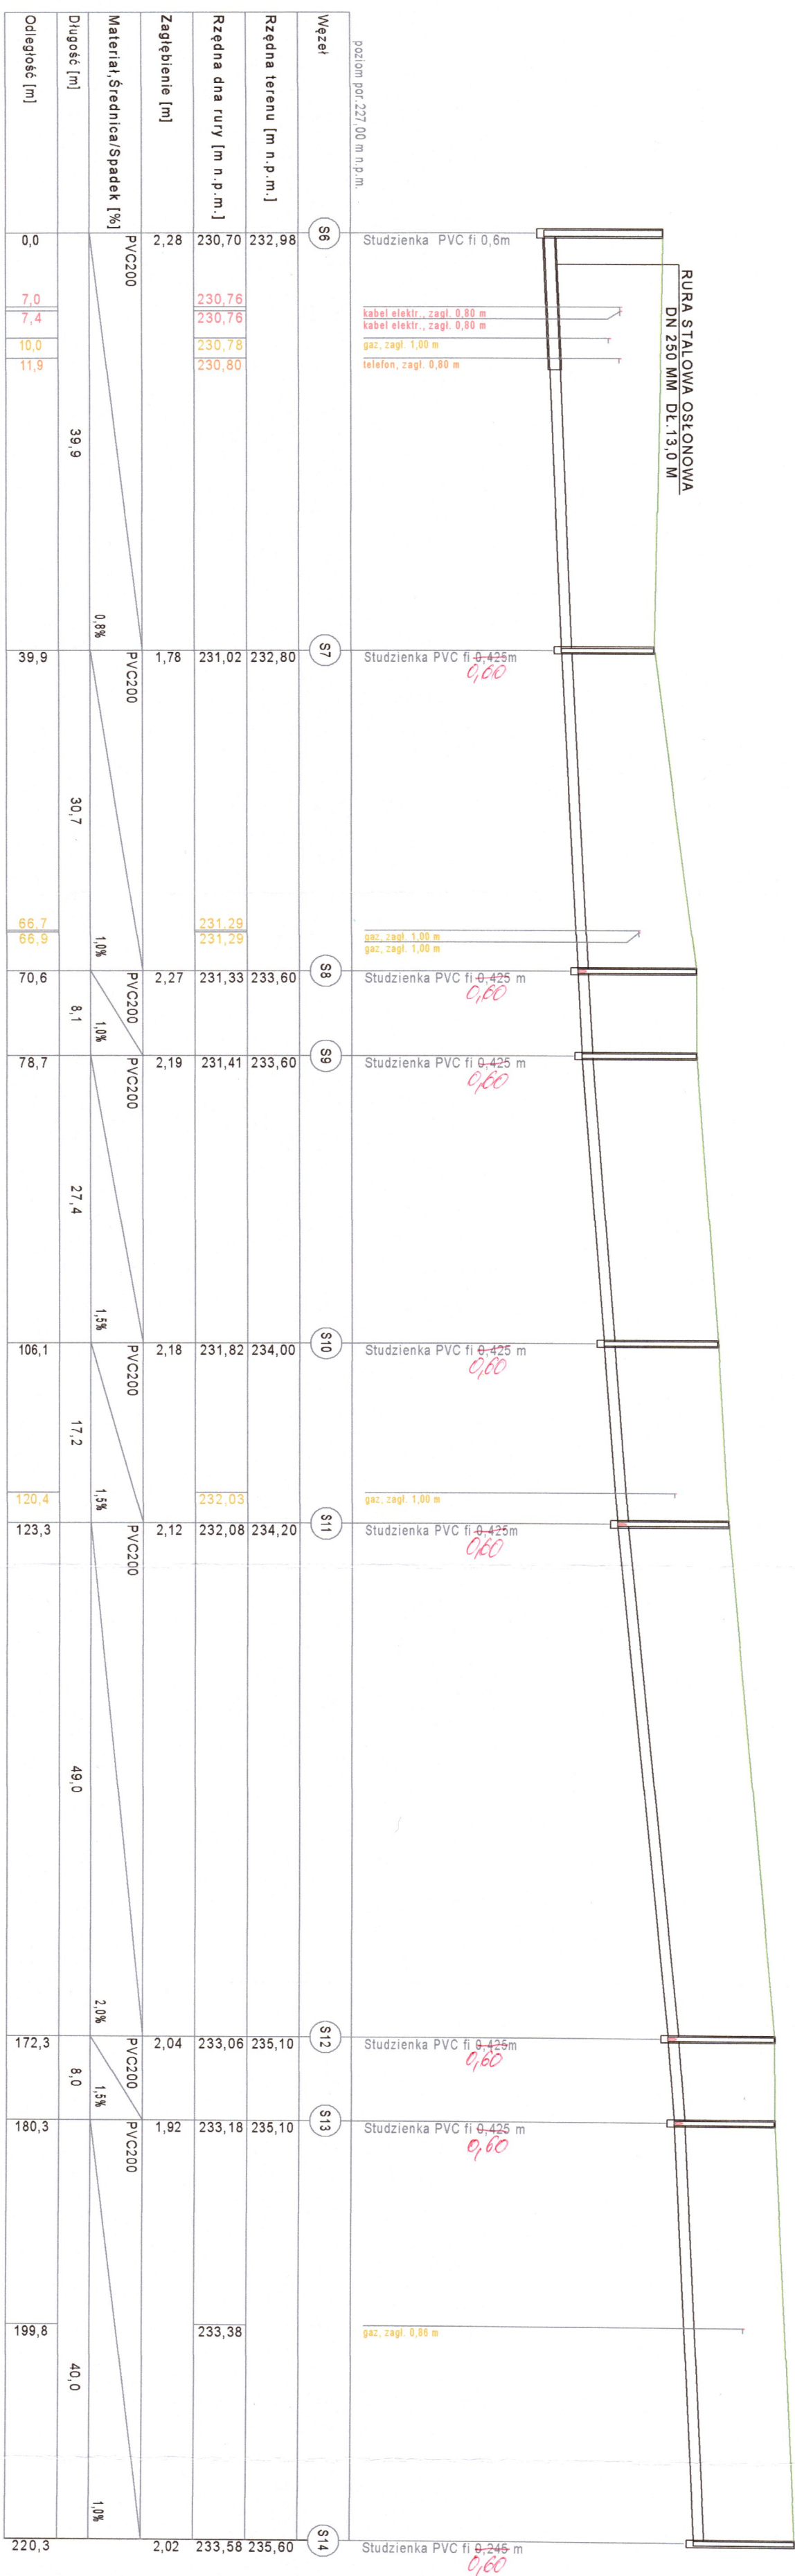 RURA STALOWA OSŁONOWA
DN 250 MM DŁ.13,0 M
poziom por.227,00 m n.p.m.
Studzienka PVC fi 0,6m
kabel elektr., zagł. 0,80 m
kabel elektr., zagł. 0,80 m
gaz, zagł. 1,00 m
telefon, zagł. 0,80 m
Studzienka PVC fi 0,425m
0,60
gaz, zagł. 1,00 m
gaz, zagł. 1,00 m
Studzienka PVC fi 0,425 m
0,60
Studzienka PVC fi 0,425 m
0,60
Studzienka PVC fi 0,425 m
0,60
gaz, zagł. 1,00 m
Studzienka PVC fi 0,425m
0,60
Studzienka PVC fi 0,425m
0,60
Studzienka PVC fi 0,425 m
0,60
gaz, zagł. 0,86 m
Studzienka PVC fi 0,245 m
0,60
Węzeł S6 S7 S8 S9 S10 S11 S12 S13 S14
Rzędna terenu [m n.p.m.] 232,98 232,80 233,60 233,60 234,00 234,20 235,10 235,10 235,60
Rzędna dna rury [m n.p.m.] 230,70 230,76 230,76 230,78 230,80 231,02 231,29 231,29 231,33 231,41 231,82 232,03 232,08 233,06 233,18 233,38 233,58
Zagłębienie [m] 2,28 1,78 2,27 2,19 2,18 2,12 2,04 1,92 2,02
Materiał,Średnica/Spadek [%] PVC200 0,8% PVC200 1,0% PVC200 1,0% PVC200 1,5% PVC200 1,5% PVC200 2,0% PVC200 1,5% PVC200 1,0%
Długość [m] 39,9 30,7 8,1 27,4 17,2 49,0 8,0 40,0
Odległość [m] 0,0 7,0 7,4 10,0 11,9 39,9 66,7 66,9 70,6 78,7 106,1 120,4 123,3 172,3 180,3 199,8 220,3